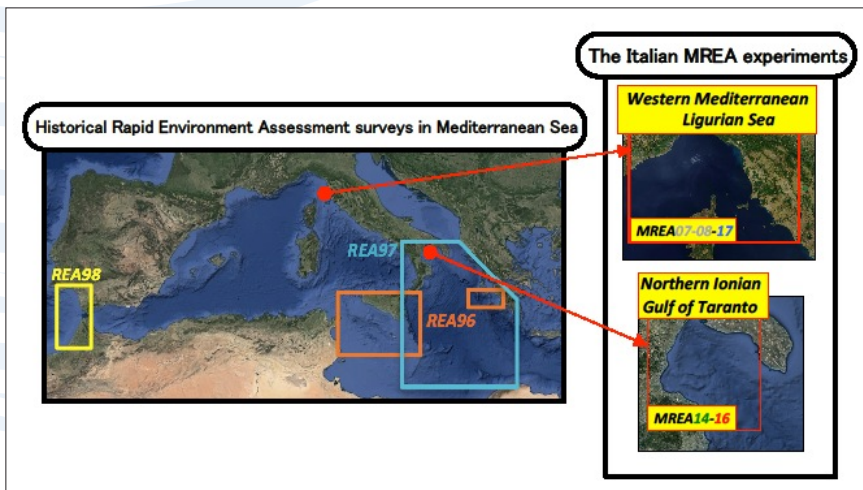 The Italian MREA experiments
Historical Rapid Environment Assessment surveys in Mediterranean Sea
Western Mediterranean
Ligurian Sea
MREA07-08-17
REA98
REA97
REA96
Northern Ionian
Gulf of Taranto
MREA14-16